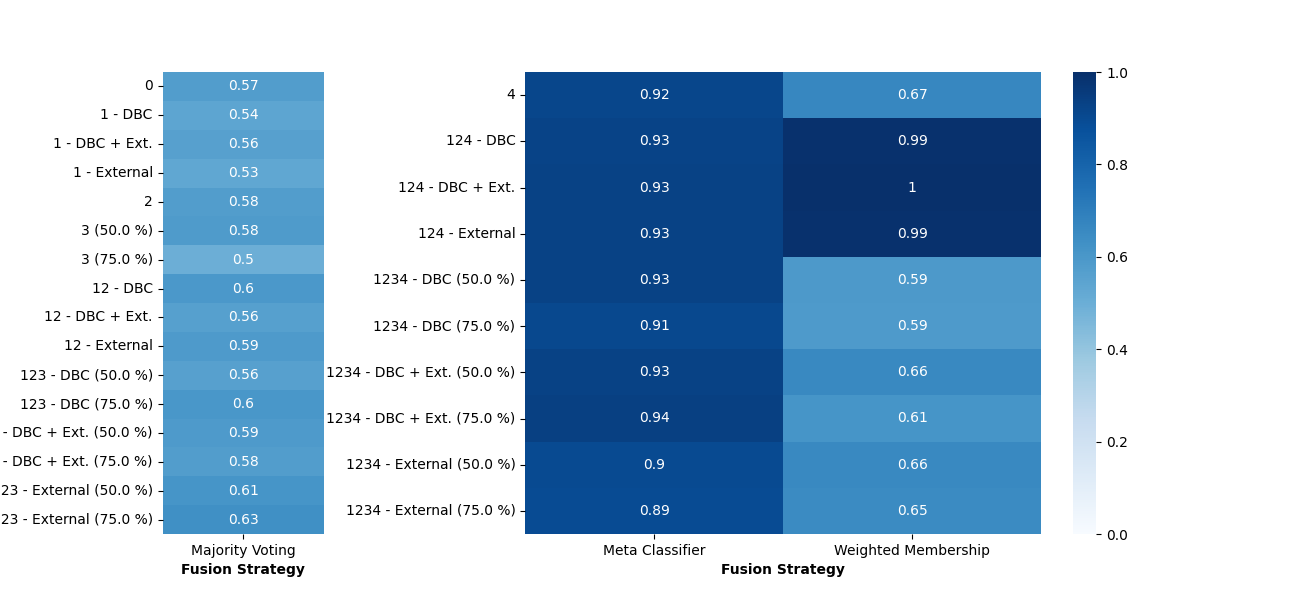 0 0.57
1 - DBC 0.54
1 - DBC + Ext. 0.56
1 - External 0.53
2 0.58
3 (50.0 %) 0.58
3 (75.0 %) 0.5
12 - DBC 0.6
12 - DBC + Ext. 0.56
12 - External 0.59
123 - DBC (50.0 %) 0.56
123 - DBC (75.0 %) 0.6
- DBC + Ext. (50.0 %) 0.59
- DBC + Ext. (75.0 %) 0.58
23 - External (50.0 %) 0.61
23 - External (75.0 %) 0.63
Majority Voting
Fusion Strategy
4 0.92 0.67
124 - DBC 0.93 0.99
124 - DBC + Ext. 0.93 1
124 - External 0.93 0.99
1234 - DBC (50.0 %) 0.93 0.59
1234 - DBC (75.0 %) 0.91 0.59
1234 - DBC + Ext. (50.0 %) 0.93 0.66
1234 - DBC + Ext. (75.0 %) 0.94 0.61
1234 - External (50.0 %) 0.9 0.66
1234 - External (75.0 %) 0.89 0.65
Meta Classifier Weighted Membership
Fusion Strategy
1.0
0.8
0.6
0.4
0.2
0.0